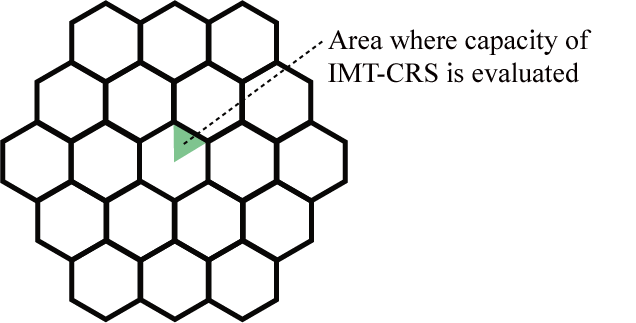 Area where capacity of
IMT-CRS is evaluated